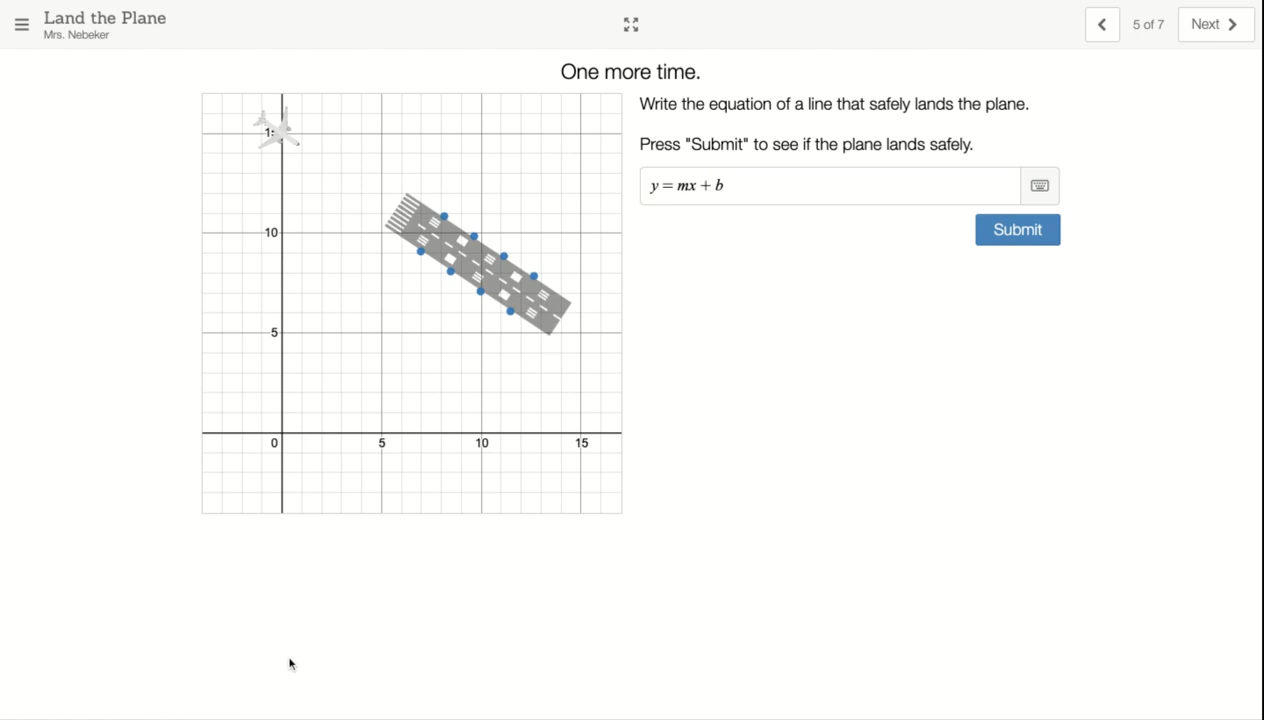 Land the Plane
Mrs. Nebeker
5 of 7
Next
One more time.
Write the equation of a line that safely lands the plane.
Press "Submit" to see if the plane lands safely.
y = mx + b
Submit
10
5
0
5
10
15